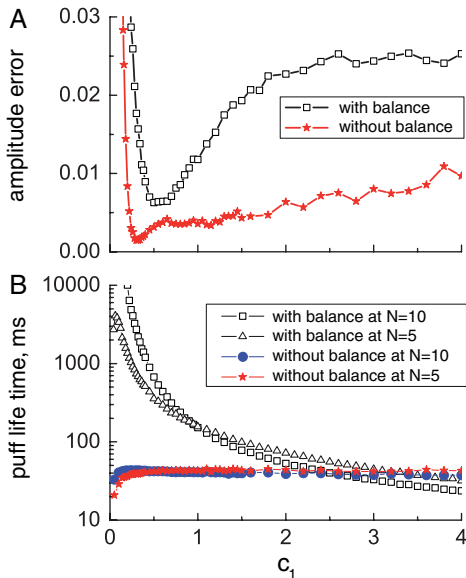 A
0.03
0.02
0.01
0.00
amplitude error
with balance
without balance
B
10000
1000
100
10
puff life time, ms
with balance at N=10
with balance at N=5
without balance at N=10
without balance at N=5
0 1 2 3 4
c1